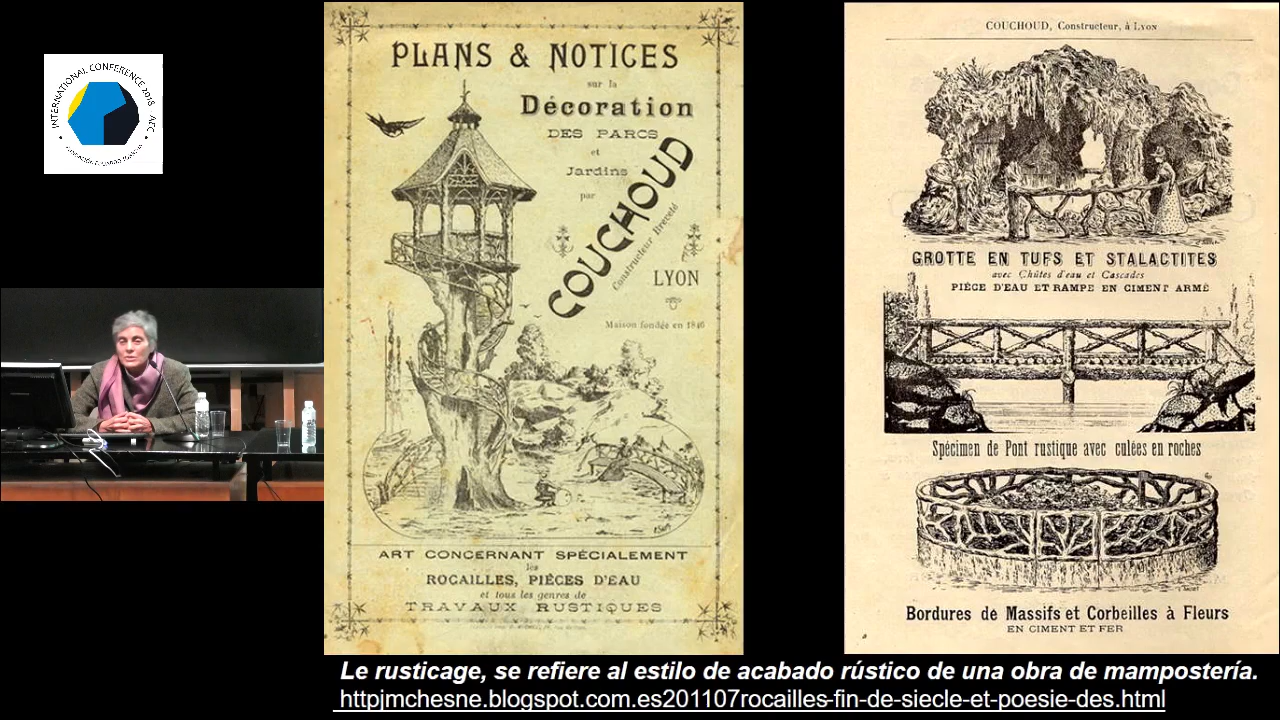 INTERNATIONAL CONFERENCE 2018 AEC
PLANS & NOTICES
sur la
Décoration
DES PARCS
et
Jardins
par
COUCHOUD
Constructeur Breveté
LYON
Maison fondée en 1846
ART CONCERNANT SPÉCIALEMENT
les
ROCAILLES, PIÈCES D'EAU
et tous les genres de
TRAVAUX RUSTIQUES
COUCHOUD, Constructeur, à Lyon
GROTTE EN TUFS ET STALACTITES
avec Chûtes d'eau et Cascades
PIÈCE D'EAU ET RAMPE EN CIMENT ARMÉ
Spécimen de Pont rustique avec culées en roches
Bordures de Massifs et Corbeilles à Fleurs
EN CIMENT ET FER
Le rusticage, se refiere al estilo de acabado rústico de una obra de mampostería.
httpjmchesne.blogspot.com.es201107rocailles-fin-de-siecle-et-poesie-des.html